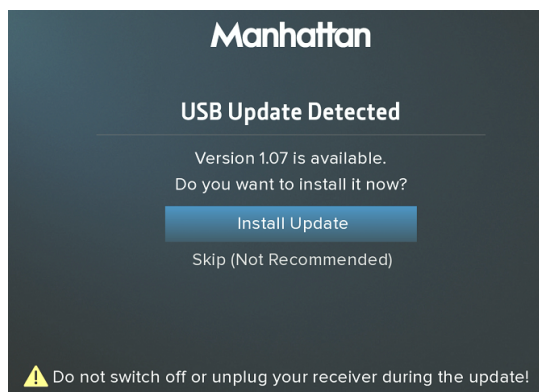 Manhattan
USB Update Detected
Version 1.07 is available.
Do you want to install it now?
Install Update
Skip (Not Recommended)
Do not switch off or unplug your receiver during the update!